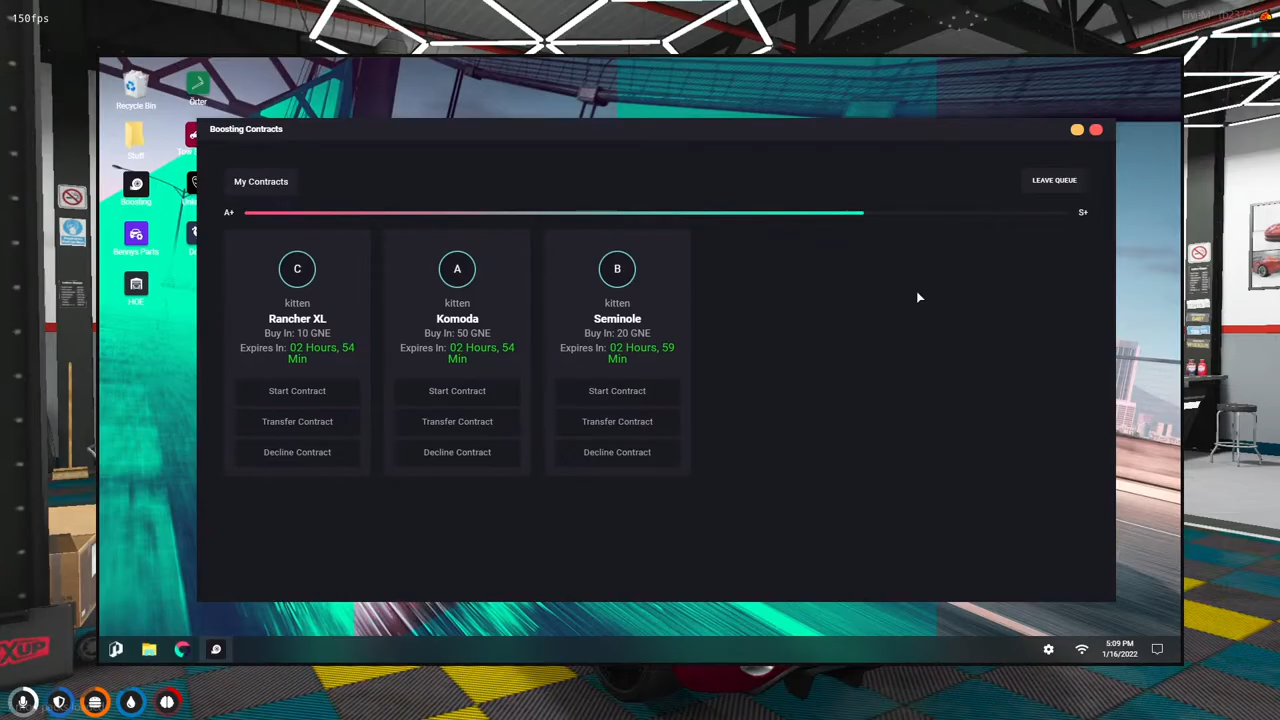 150fps
Recycle Bin
Orter
Stuff
Boosting
Bennys Parts
HOE
Boosting Contracts
My Contracts
LEAVE QUEUE
A+
S+
C
kitten
Rancher XL
Buy In: 10 GNE
Expires In: 02 Hours, 54
Min
Start Contract
Transfer Contract
Decline Contract
A
kitten
Komoda
Buy In: 50 GNE
Expires In: 02 Hours, 54
Min
Start Contract
Transfer Contract
Decline Contract
B
kitten
Seminole
Buy In: 20 GNE
Expires In: 02 Hours, 59
Min
Start Contract
Transfer Contract
Decline Contract
5:09 PM
1/16/2022